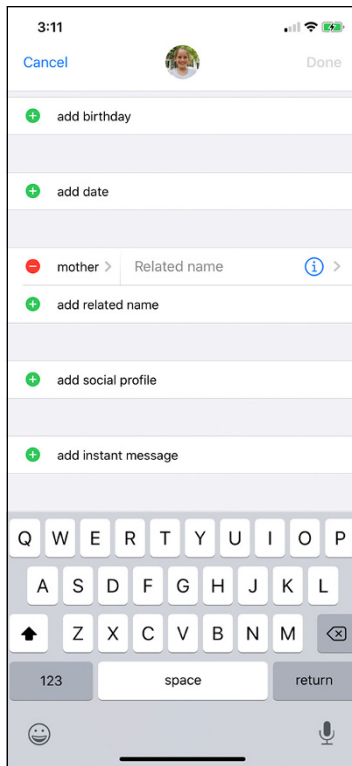 3:11
Cancel Done
add birthday
add date
mother Related name
add related name
add social profile
add instant message
Q W E R T Y U I O P
A S D F G H J K L
Z X C V B N M
123 space return